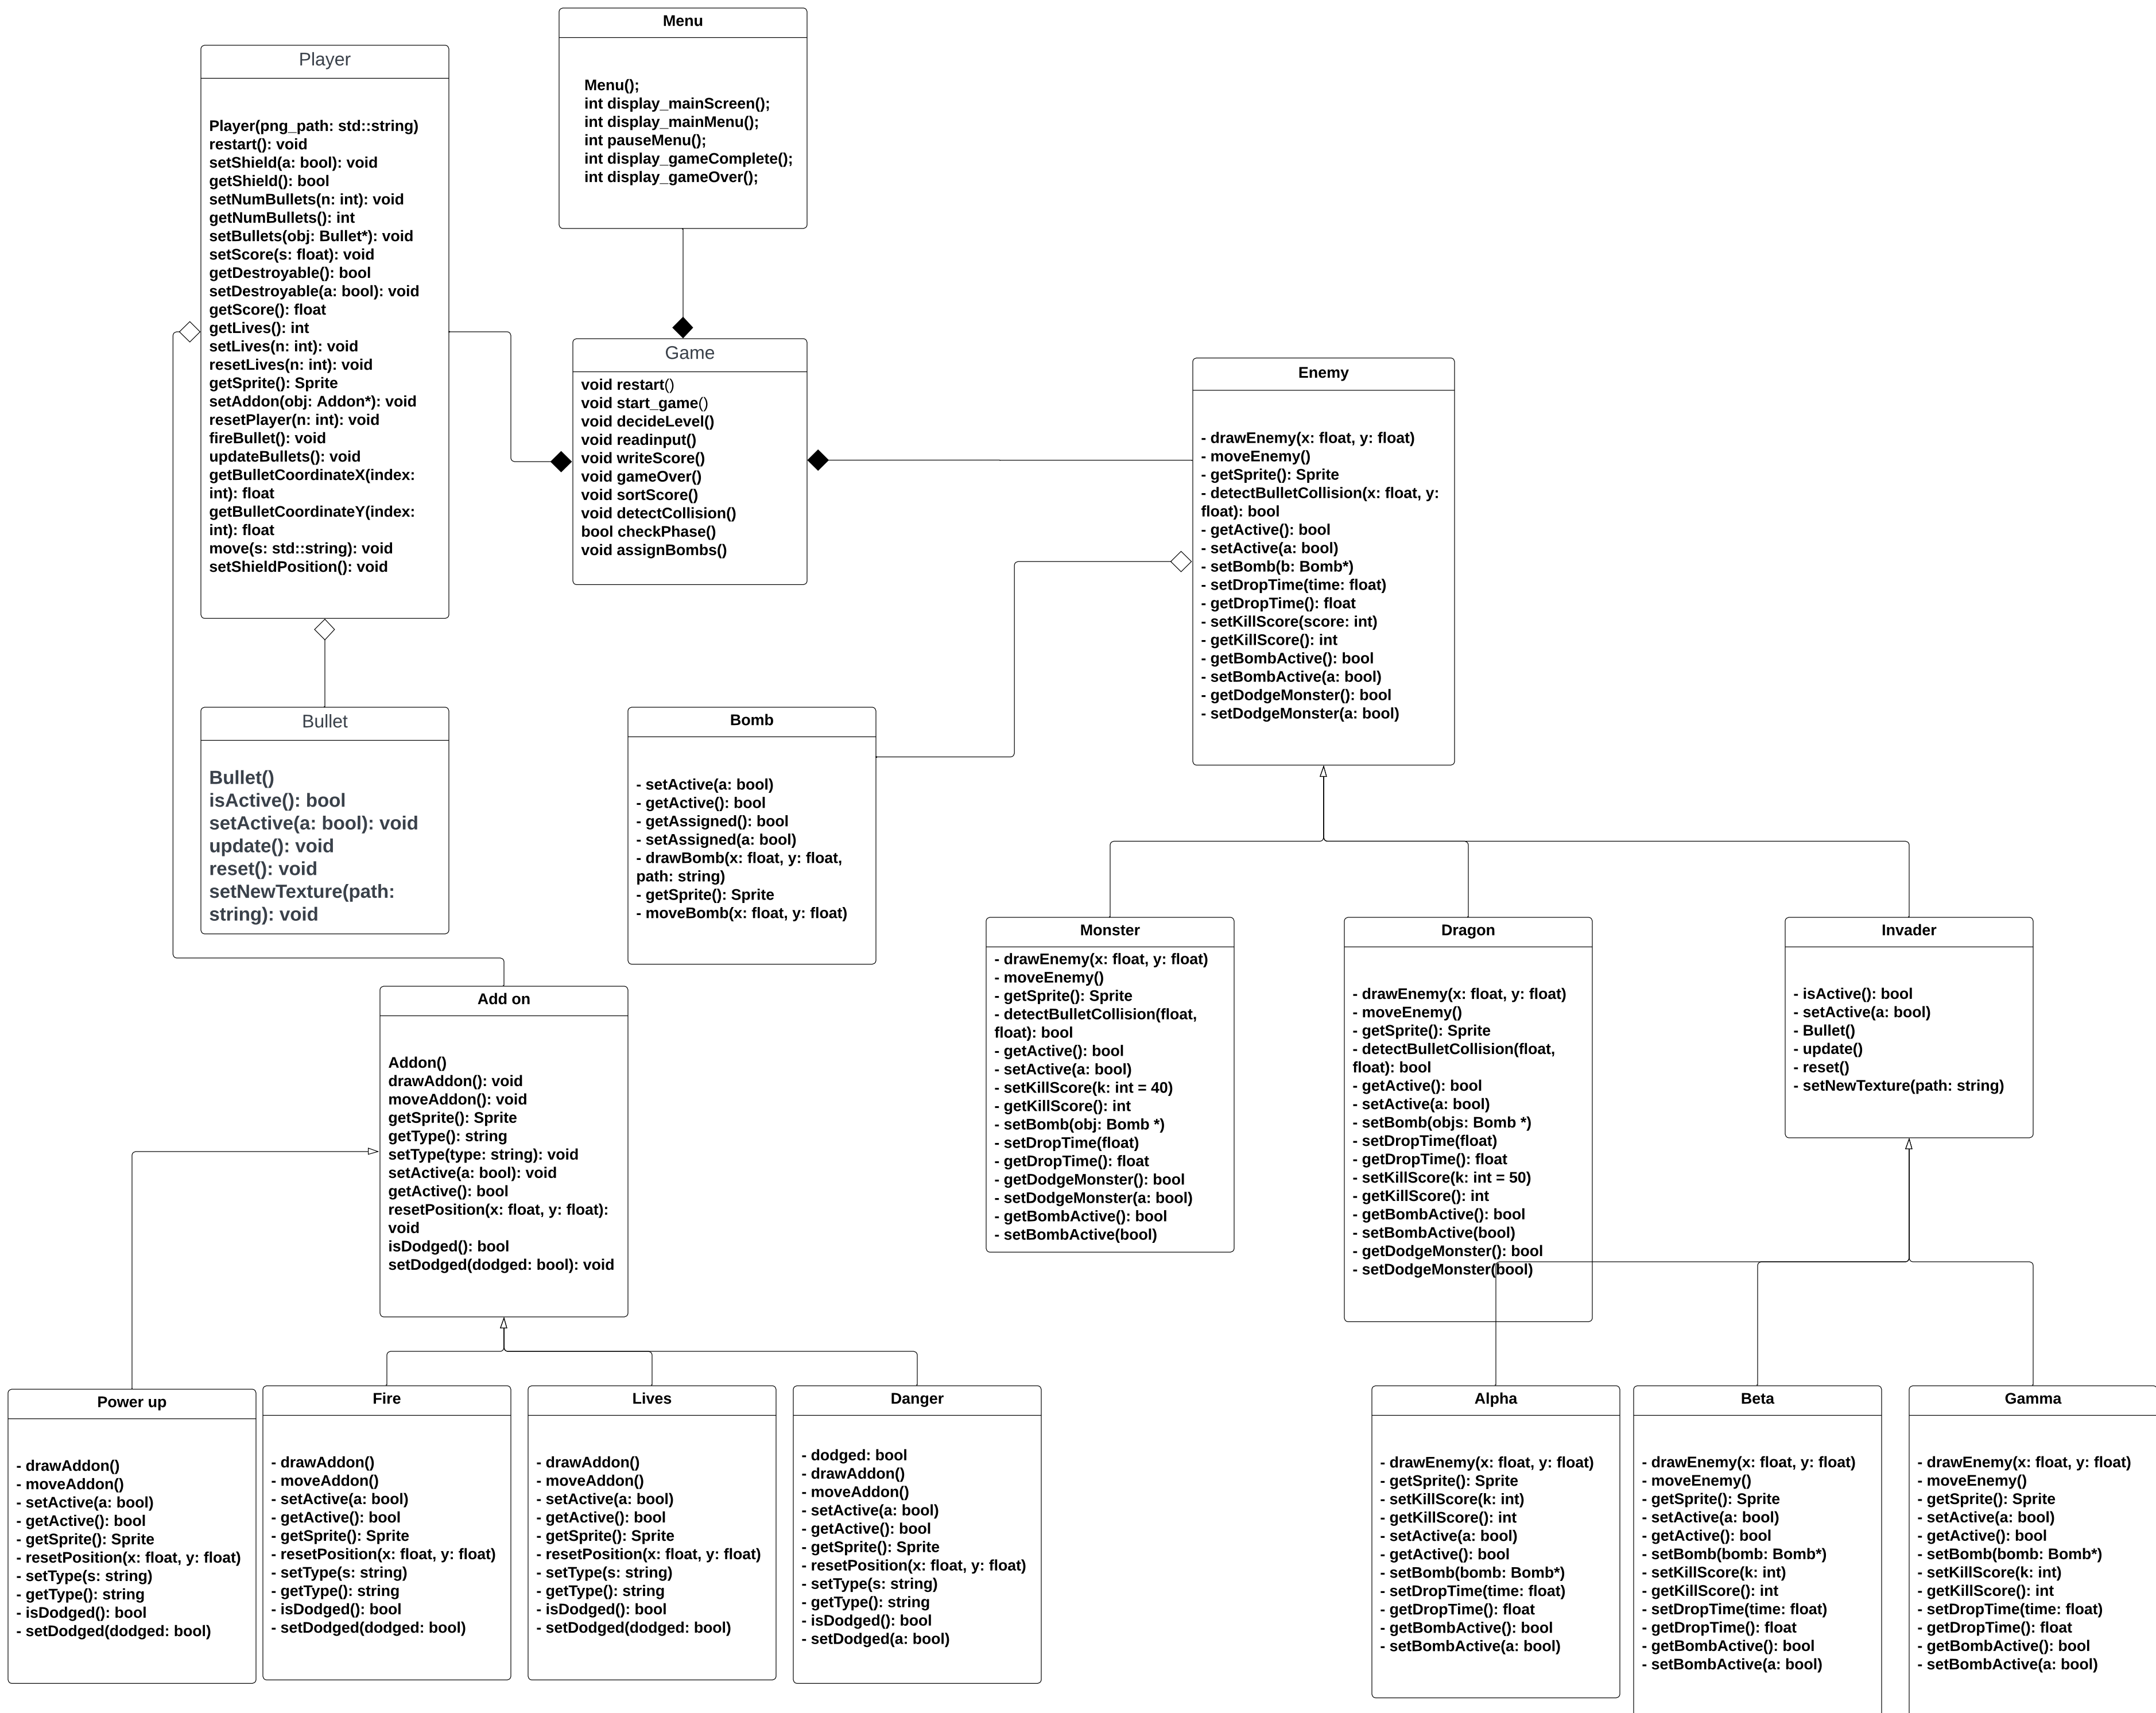 Menu
Menu();
int display_mainScreen();
int display_mainMenu();
int pauseMenu();
int display_gameComplete();
int display_gameOver();
Player
Player(png_path: std::string)
restart(): void
setShield(a: bool): void
getShield(): bool
setNumBullets(n: int): void
getNumBullets(): int
setBullets(obj: Bullet*): void
setScore(s: float): void
getDestroyable(): bool
setDestroyable(a: bool): void
getScore(): float
getLives(): int
setLives(n: int): void
resetLives(n: int): void
getSprite(): Sprite
setAddon(obj: Addon*): void
resetPlayer(n: int): void
fireBullet(): void
updateBullets(): void
getBulletCoordinateX(index:
int): float
getBulletCoordinateY(index:
int): float
move(s: std::string): void
setShieldPosition(): void
Game
void restart()
void start_game()
void decideLevel()
void readinput()
void writeScore()
void gameOver()
void sortScore()
void detectCollision()
bool checkPhase()
void assignBombs()
Enemy
- drawEnemy(x: float, y: float)
- moveEnemy()
- getSprite(): Sprite
- detectBulletCollision(x: float, y:
float): bool
- getActive(): bool
- setActive(a: bool)
- setBomb(b: Bomb*)
- setDropTime(time: float)
- getDropTime(): float
- setKillScore(score: int)
- getKillScore(): int
- getBombActive(): bool
- setBombActive(a: bool)
- getDodgeMonster(): bool
- setDodgeMonster(a: bool)
Bullet
Bullet()
isActive(): bool
setActive(a: bool): void
update(): void
reset(): void
setNewTexture(path:
string): void
Bomb
- setActive(a: bool)
- getActive(): bool
- getAssigned(): bool
- setAssigned(a: bool)
- drawBomb(x: float, y: float,
path: string)
- getSprite(): Sprite
- moveBomb(x: float, y: float)
Monster
- drawEnemy(x: float, y: float)
- moveEnemy()
- getSprite(): Sprite
- detectBulletCollision(float,
float): bool
- getActive(): bool
- setActive(a: bool)
- setKillScore(k: int = 40)
- getKillScore(): int
- setBomb(obj: Bomb *)
- setDropTime(float)
- getDropTime(): float
- getDodgeMonster(): bool
- setDodgeMonster(a: bool)
- getBombActive(): bool
- setBombActive(bool)
Dragon
- drawEnemy(x: float, y: float)
- moveEnemy()
- getSprite(): Sprite
- detectBulletCollision(float,
float): bool
- getActive(): bool
- setActive(a: bool)
- setBomb(objs: Bomb *)
- setDropTime(float)
- getDropTime(): float
- setKillScore(k: int = 50)
- getKillScore(): int
- getBombActive(): bool
- setBombActive(bool)
- getDodgeMonster(): bool
- setDodgeMonster(bool)
Invader
- isActive(): bool
- setActive(a: bool)
- Bullet()
- update()
- reset()
- setNewTexture(path: string)
Add on
Addon()
drawAddon(): void
moveAddon(): void
getSprite(): Sprite
getType(): string
setType(type: string): void
setActive(a: bool): void
getActive(): bool
resetPosition(x: float, y: float):
void
isDodged(): bool
setDodged(dodged: bool): void
Power up
- drawAddon()
- moveAddon()
- setActive(a: bool)
- getActive(): bool
- getSprite(): Sprite
- resetPosition(x: float, y: float)
- setType(s: string)
- getType(): string
- isDodged(): bool
- setDodged(dodged: bool)
Fire
- drawAddon()
- moveAddon()
- setActive(a: bool)
- getActive(): bool
- getSprite(): Sprite
- resetPosition(x: float, y: float)
- setType(s: string)
- getType(): string
- isDodged(): bool
- setDodged(dodged: bool)
Lives
- drawAddon()
- moveAddon()
- setActive(a: bool)
- getActive(): bool
- getSprite(): Sprite
- resetPosition(x: float, y: float)
- setType(s: string)
- getType(): string
- isDodged(): bool
- setDodged(dodged: bool)
Danger
- dodged: bool
- drawAddon()
- moveAddon()
- setActive(a: bool)
- getActive(): bool
- getSprite(): Sprite
- resetPosition(x: float, y: float)
- setType(s: string)
- getType(): string
- isDodged(): bool
- setDodged(a: bool)
Alpha
- drawEnemy(x: float, y: float)
- getSprite(): Sprite
- setKillScore(k: int)
- getKillScore(): int
- setActive(a: bool)
- getActive(): bool
- setBomb(bomb: Bomb*)
- setDropTime(time: float)
- getDropTime(): float
- getBombActive(): bool
- setBombActive(a: bool)
Beta
- drawEnemy(x: float, y: float)
- moveEnemy()
- getSprite(): Sprite
- setActive(a: bool)
- getActive(): bool
- setBomb(bomb: Bomb*)
- setKillScore(k: int)
- getKillScore(): int
- setDropTime(time: float)
- getDropTime(): float
- getBombActive(): bool
- setBombActive(a: bool)
Gamma
- drawEnemy(x: float, y: float)
- moveEnemy()
- getSprite(): Sprite
- setActive(a: bool)
- getActive(): bool
- setBomb(bomb: Bomb*)
- setKillScore(k: int)
- getKillScore(): int
- setDropTime(time: float)
- getDropTime(): float
- getBombActive(): bool
- setBombActive(a: bool)